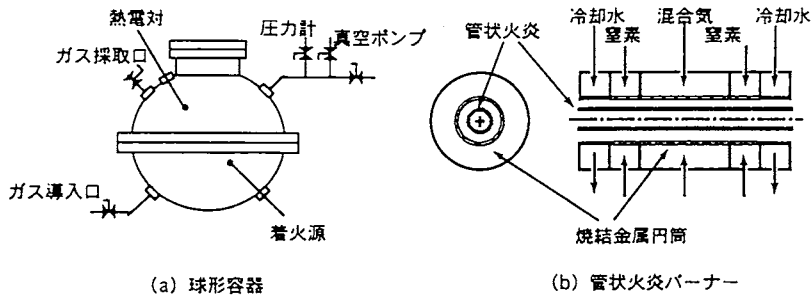 熱電対
ガス採取口
圧力計
真空ポンプ
ガス導入口
着火源
(a) 球形容器
管状火炎
冷却水
混合気
冷却水
窒素
窒素
焼結金属円筒
(b) 管状火炎バーナー